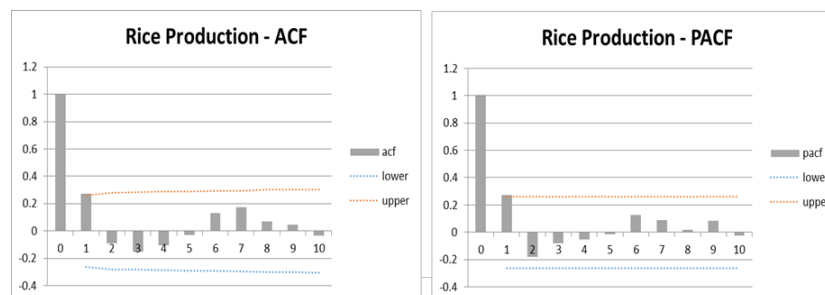 Rice Production - ACF
1.2
1
0.8
0.6
0.4
0.2
0
-0.2
-0.4
0 1 2 3 4 5 6 7 8 9 10
acf
lower
upper
Rice Production - PACF
1.2
1
0.8
0.6
0.4
0.2
0
-0.2
-0.4
0 1 2 3 4 5 6 7 8 9 10
pacf
lowe
uppe